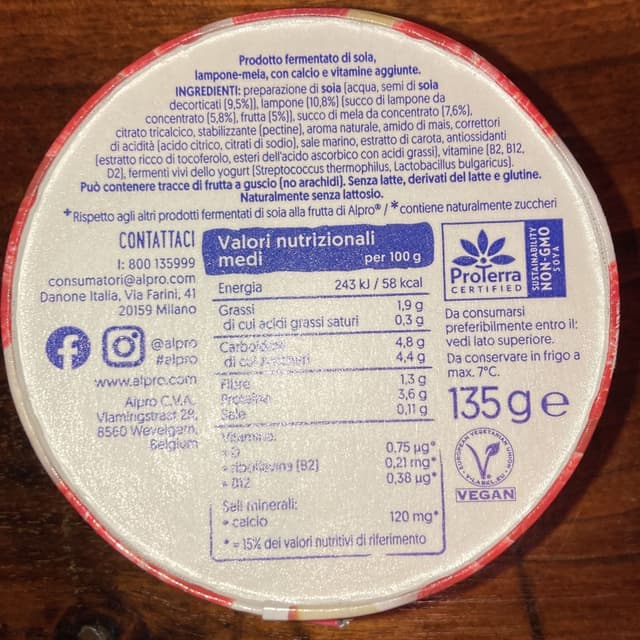 Prodotto fermentato di soia,
lampone-mela, con calcio e vitamine aggiunte.
INGREDIENTI: preparazione di soia (acqua, semi di soia
decorticati (9,5%)), lampone (10,8%) (succo di lampone da
concentrato (5,8%), frutta (5%)), succo di mela da concentrato (7,6%),
citrato tricalcico, stabilizzante (pectine), aroma naturale, amido di mais, correttori
di acidità (acido citrico, citrati di sodio), sale marino, estratto di carota, antiossidanti
(estratto ricco di tocoferolo, esteri dell'acido ascorbico con acidi grassi), vitamine (B2, B12,
D2), fermenti vivi dello yogurt (Streptococcus thermophilus, Lactobacillus bulgaricus).
Può contenere tracce di frutta a guscio (no arachidi). Senza latte, derivati del latte e glutine.
Naturalmente senza lattosio.
+ Rispetto agli altri prodotti fermentati di soia alla frutta di Alpro® / * contiene naturalmente zuccheri
CONTATTACI
I: 800 135999
consumatori@alpro.com
Danone Italia, Via Farini, 41
20159 Milano
@alpro
#alpro
www.alpro.com
Alpro C.V.A.
Vlamingstraat 28,
8560 Wevelgem,
Belgium
Valori nutrizionali
medi per 100 g
Energia 243 kJ / 58 kcal
Grassi 1,9 g
di cui acidi grassi saturi 0,3 g
Carboidrati 4,8 g
di cui zuccheri 4,4 g
Fibre 1,3 g
Proteine 3,6 g
Sale 0,11 g
Vitamine:
• D 0,75 µg*
• riboflavina (B2) 0,21 mg*
• B12 0,38 µg*
Sali minerali:
• calcio 120 mg*
* = 15% dei valori nutritivi di riferimento
ProTerra
CERTIFIED
SUSTAINABILITY
NON-GMO
SOYA
Da consumarsi
preferibilmente entro il:
vedi lato superiore.
Da conservare in frigo a
max. 7°C.
135 g e
EUROPEAN VEGETARIAN UNION
V-LABEL.EU
VEGAN